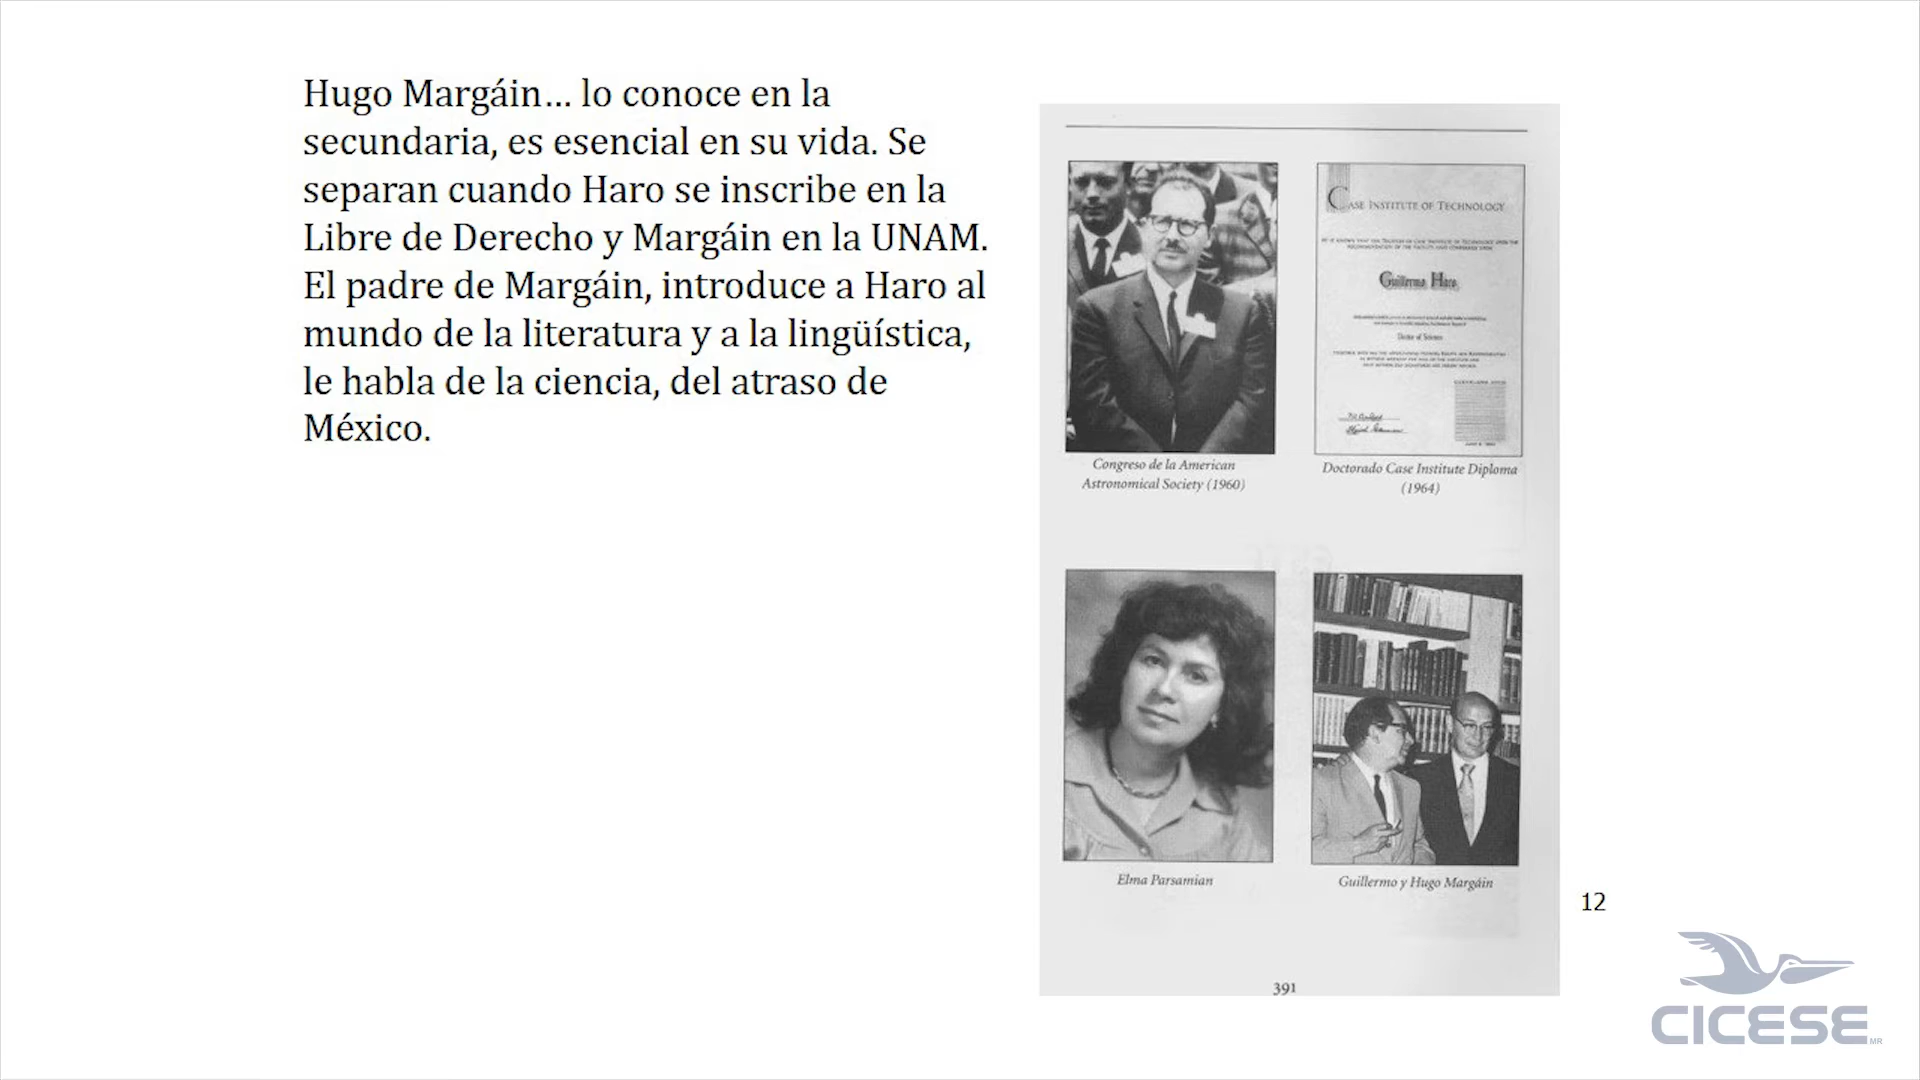 Hugo Margáin… lo conoce en la
secundaria, es esencial en su vida. Se
separan cuando Haro se inscribe en la
Libre de Derecho y Margáin en la UNAM.
El padre de Margáin, introduce a Haro al
mundo de la literatura y a la lingüística,
le habla de la ciencia, del atraso de
México.
CASE INSTITUTE OF TECHNOLOGY
Guillermo Haro
Doctor of Science
Congreso de la American
Astronomical Society (1960)
Doctorado Case Institute Diploma
(1964)
Elma Parsamian
Guillermo y Hugo Margáin
391
12
CICESE
MR